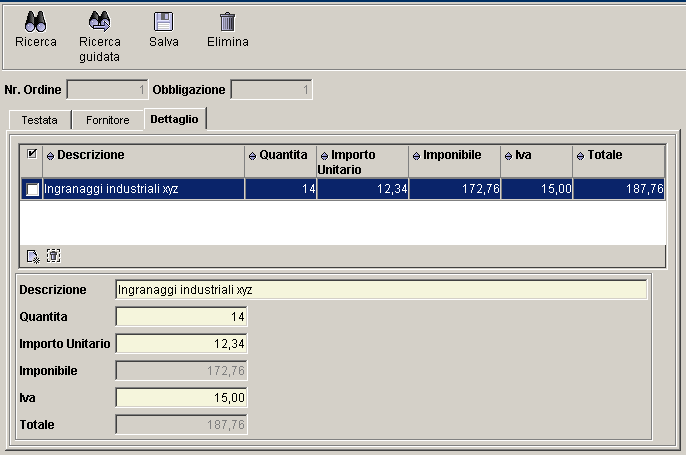 Ricerca Ricerca guidata Salva Elimina
Nr. Ordine 1 Obbligazione 1
Testata Fornitore Dettaglio
Descrizione Quantita Importo Unitario Imponibile Iva Totale
Ingranaggi industriali xyz 14 12,34 172,76 15,00 187,76
Descrizione Ingranaggi industriali xyz
Quantita 14
Importo Unitario 12,34
Imponibile 172,76
Iva 15,00
Totale 187,76